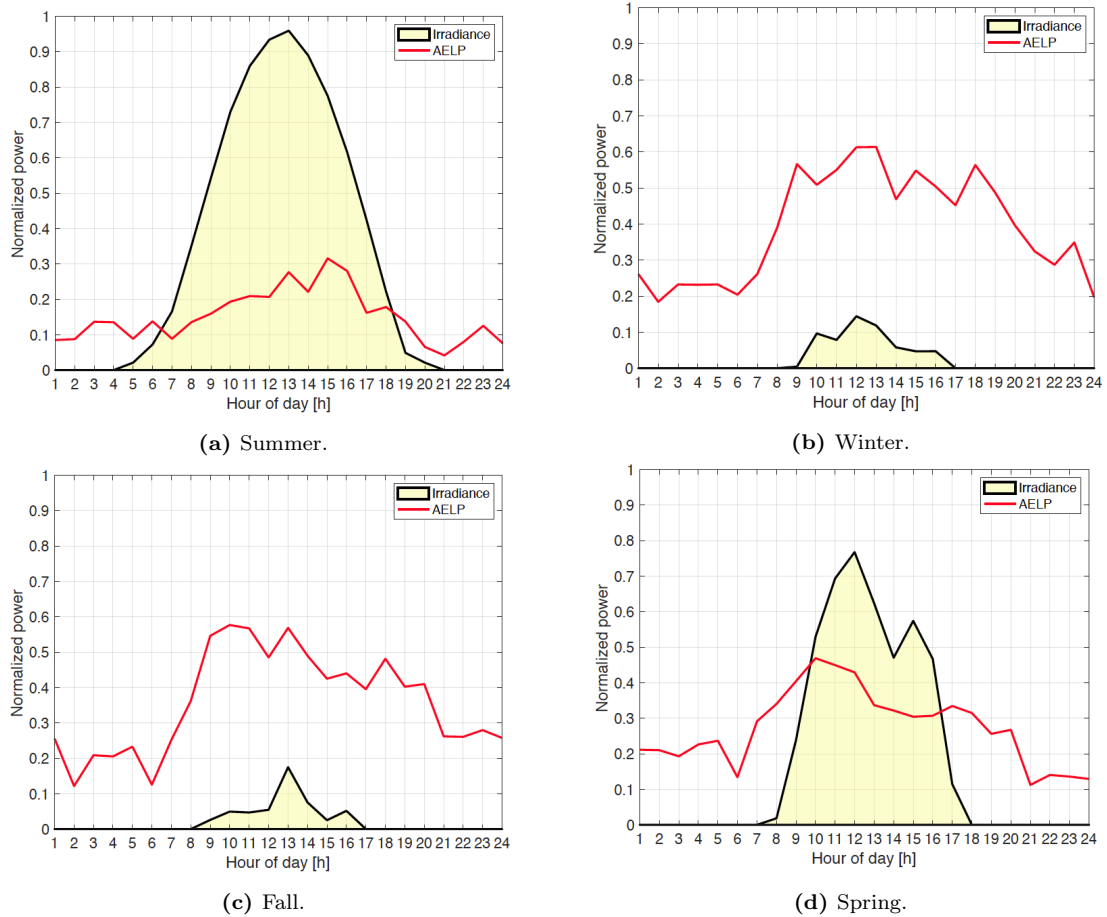 1
0.9
0.8
0.7
0.6
0.5
0.4
0.3
0.2
0.1
0
Normalized power
Irradiance
AELP
1 2 3 4 5 6 7 8 9 10 11 12 13 14 15 16 17 18 19 20 21 22 23 24
Hour of day [h]
(a) Summer.
1
0.9
0.8
0.7
0.6
0.5
0.4
0.3
0.2
0.1
0
Normalized power
Irradiance
AELP
1 2 3 4 5 6 7 8 9 10 11 12 13 14 15 16 17 18 19 20 21 22 23 24
Hour of day [h]
(b) Winter.
1
0.9
0.8
0.7
0.6
0.5
0.4
0.3
0.2
0.1
0
Normalized power
Irradiance
AELP
1 2 3 4 5 6 7 8 9 10 11 12 13 14 15 16 17 18 19 20 21 22 23 24
Hour of day [h]
(c) Fall.
1
0.9
0.8
0.7
0.6
0.5
0.4
0.3
0.2
0.1
0
Normalized power
Irradiance
AELP
1 2 3 4 5 6 7 8 9 10 11 12 13 14 15 16 17 18 19 20 21 22 23 24
Hour of day [h]
(d) Spring.